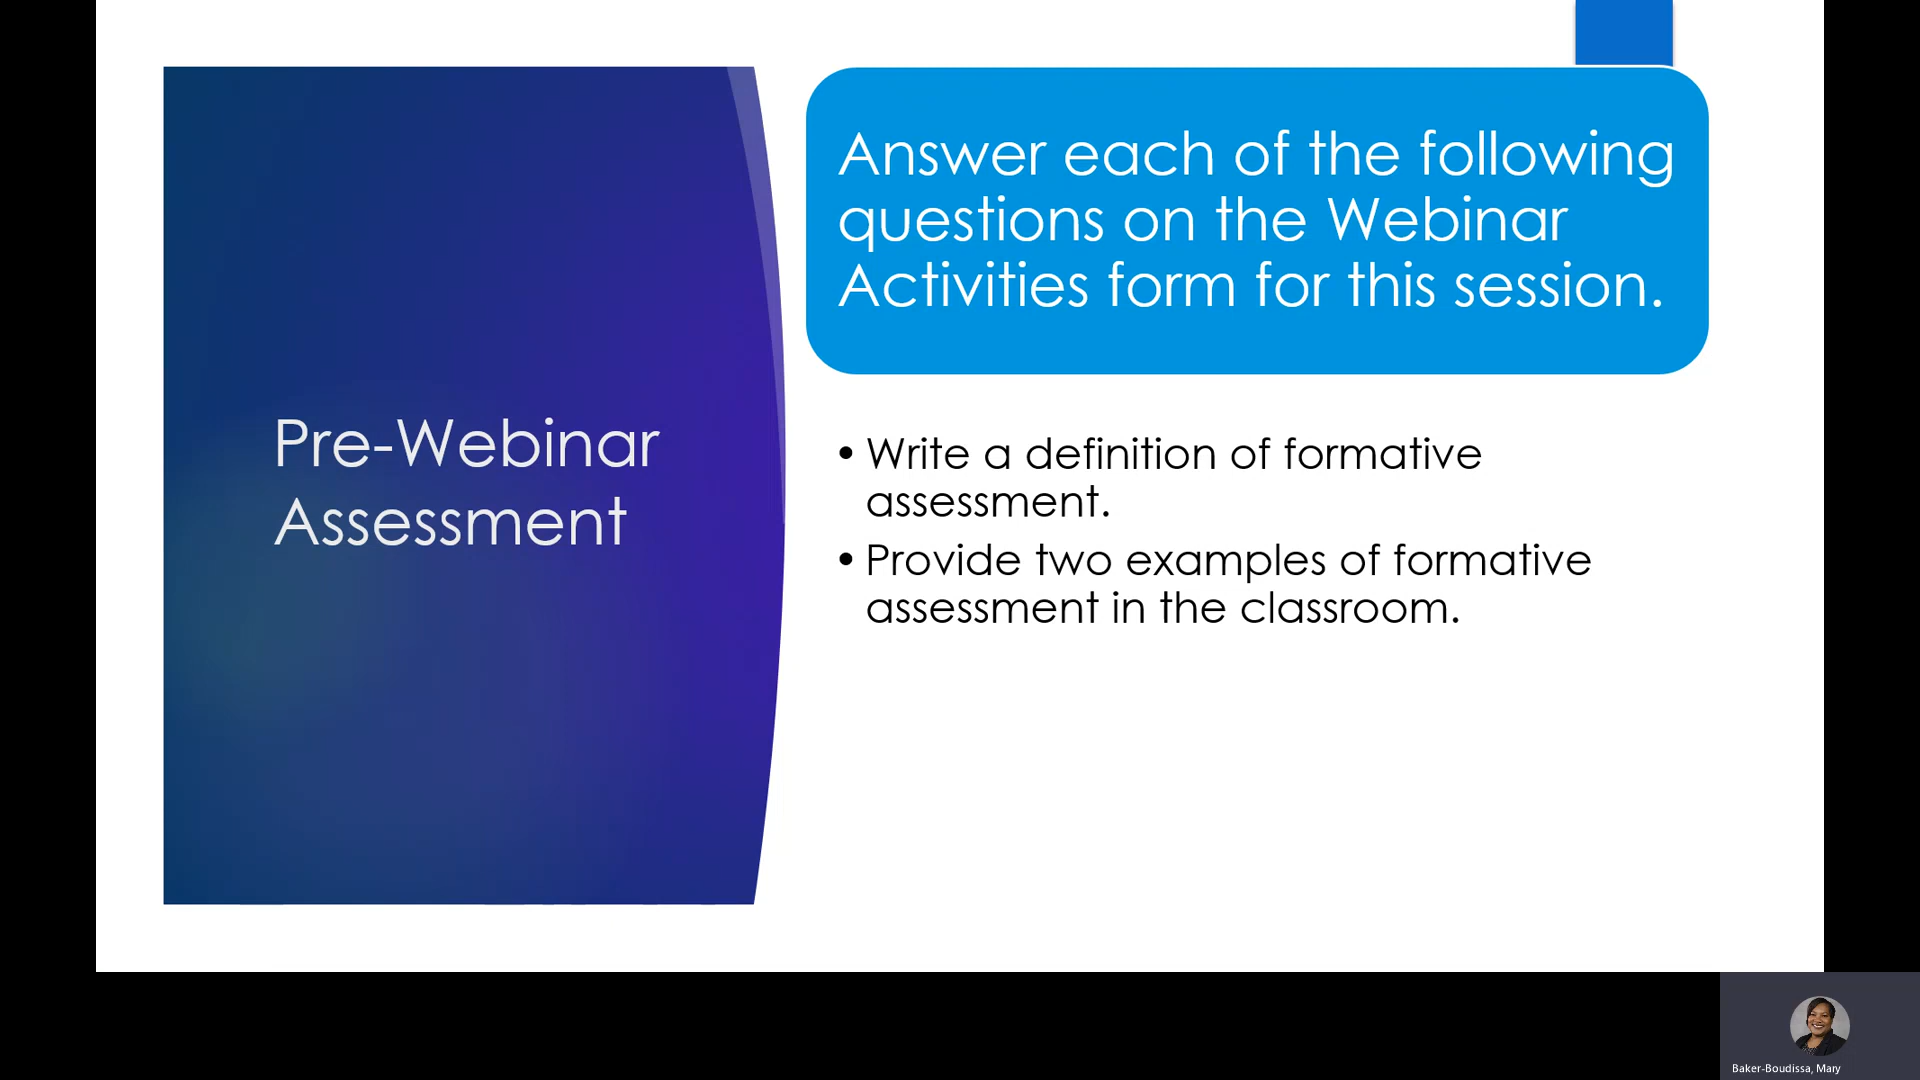 Pre-Webinar
Assessment
Answer each of the following
questions on the Webinar
Activities form for this session.
• Write a definition of formative
assessment.
• Provide two examples of formative
assessment in the classroom.
Baker-Boudissa, Mary